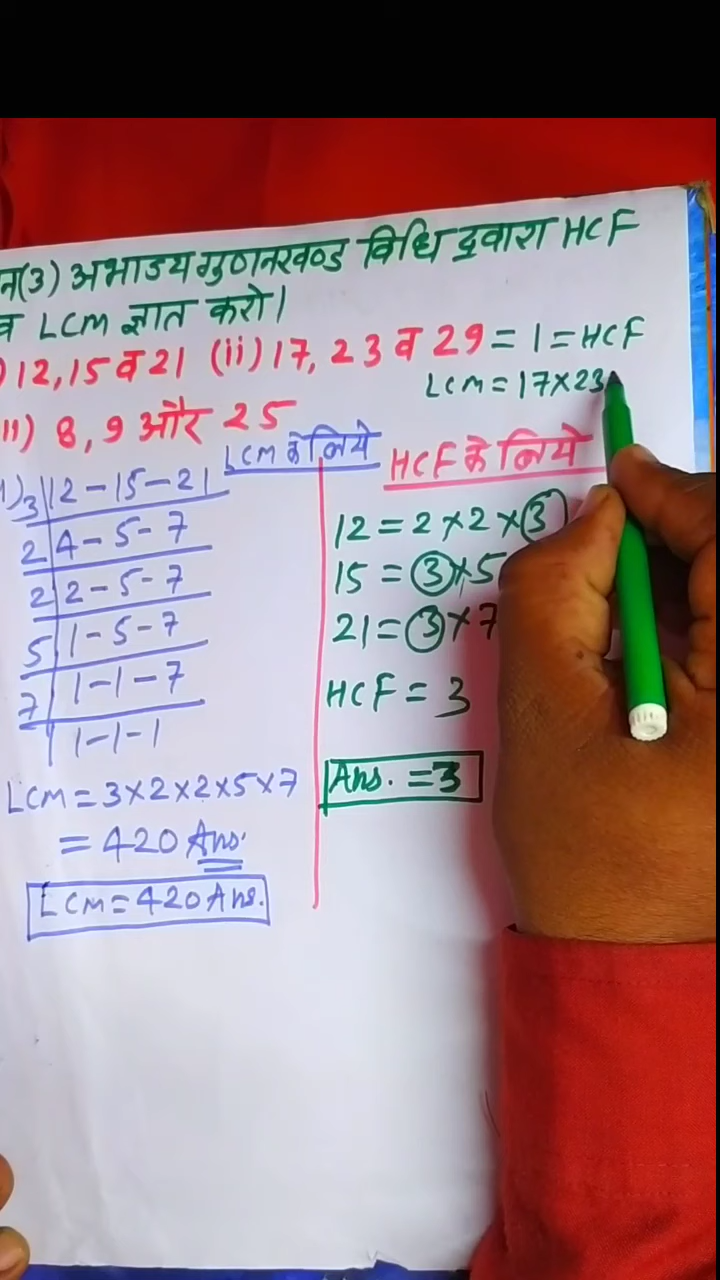 न(3) अभाज्य गुणनखण्ड विधि द्वारा HCF
व LCM ज्ञात करो।
) 12, 15 व 21 (ii) 17, 23 व 29 = 1 = HCF
LCM = 17×23
ii) 8, 9 और 25
LCM के लिये
3 | 12 - 15 - 21
2 | 4 - 5 - 7
2 | 2 - 5 - 7
5 | 1 - 5 - 7
7 | 1 - 1 - 7
| 1 - 1 - 1
LCM = 3×2×2×5×7
= 420 Ans.
LCM = 420 Ans.
HCF के लिये
12 = 2×2×3
15 = 3×5
21 = 3×7
HCF = 3
Ans. = 3